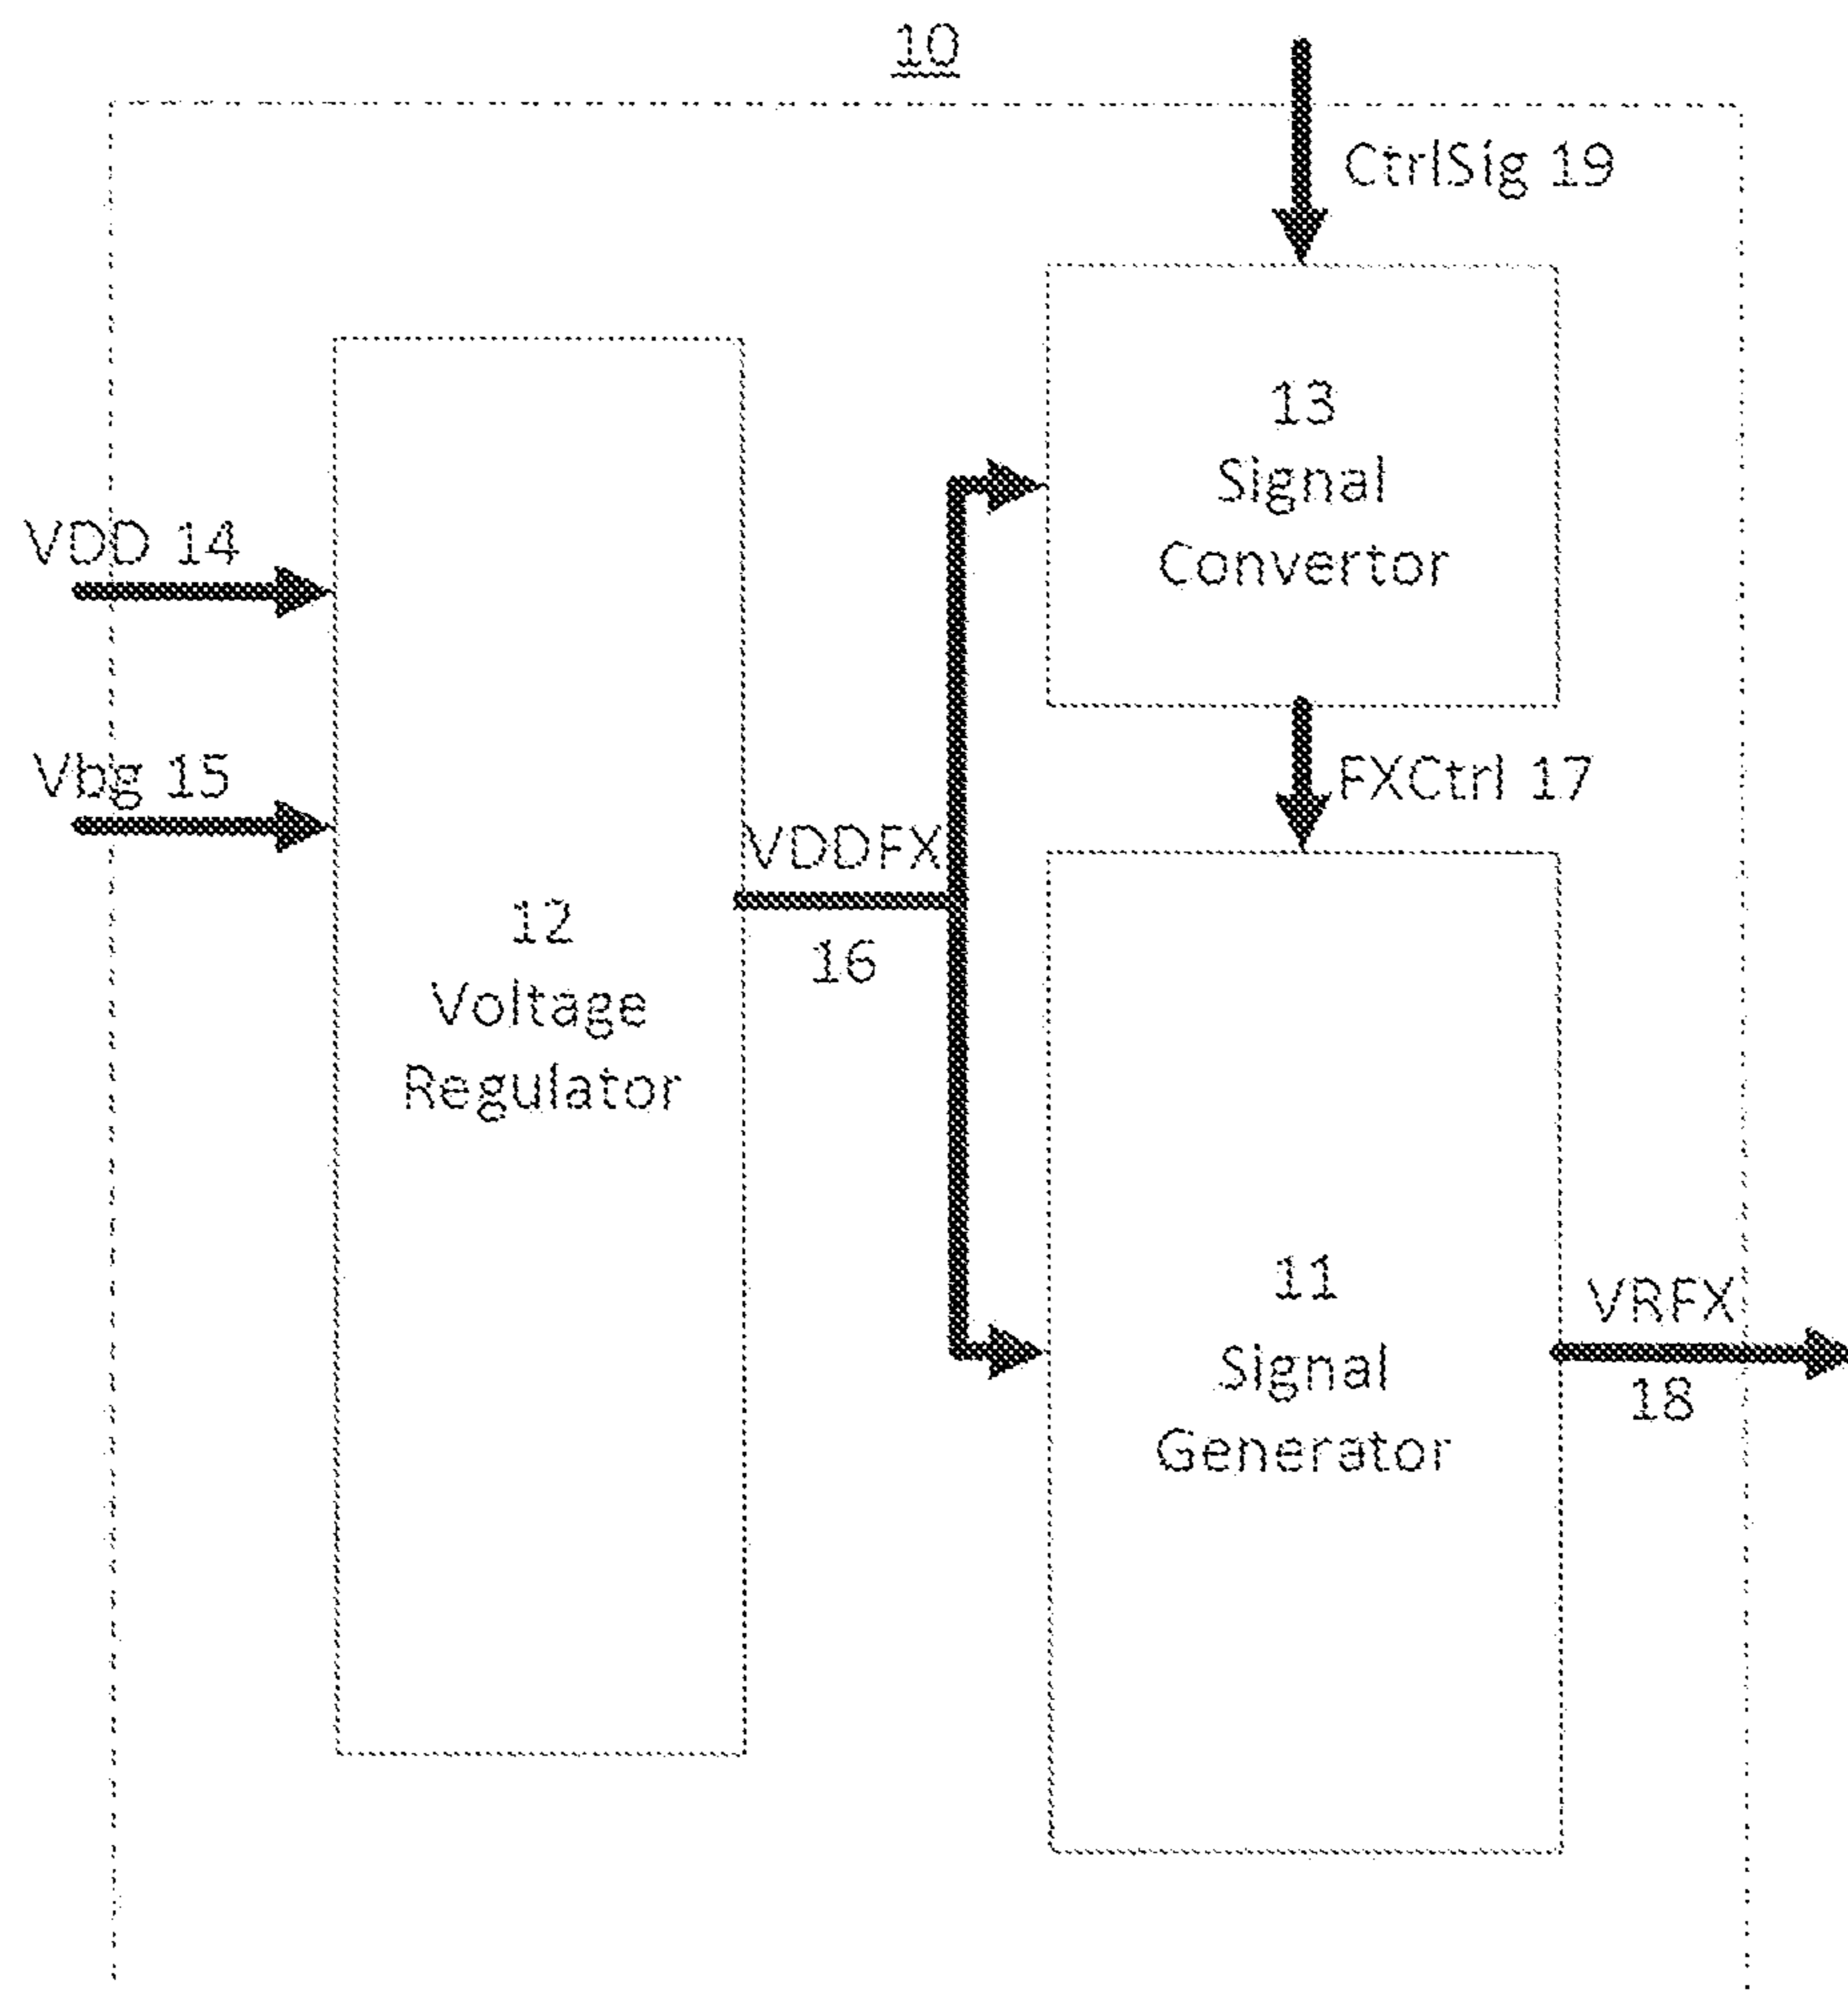 10
CtrlSig 19
13
Signal
Convertor
VDD 14
Vbg 15
FXCtrl 17
VDDFX
16
12
Voltage
Regulator
11
Signal
Generator
VRFX
18